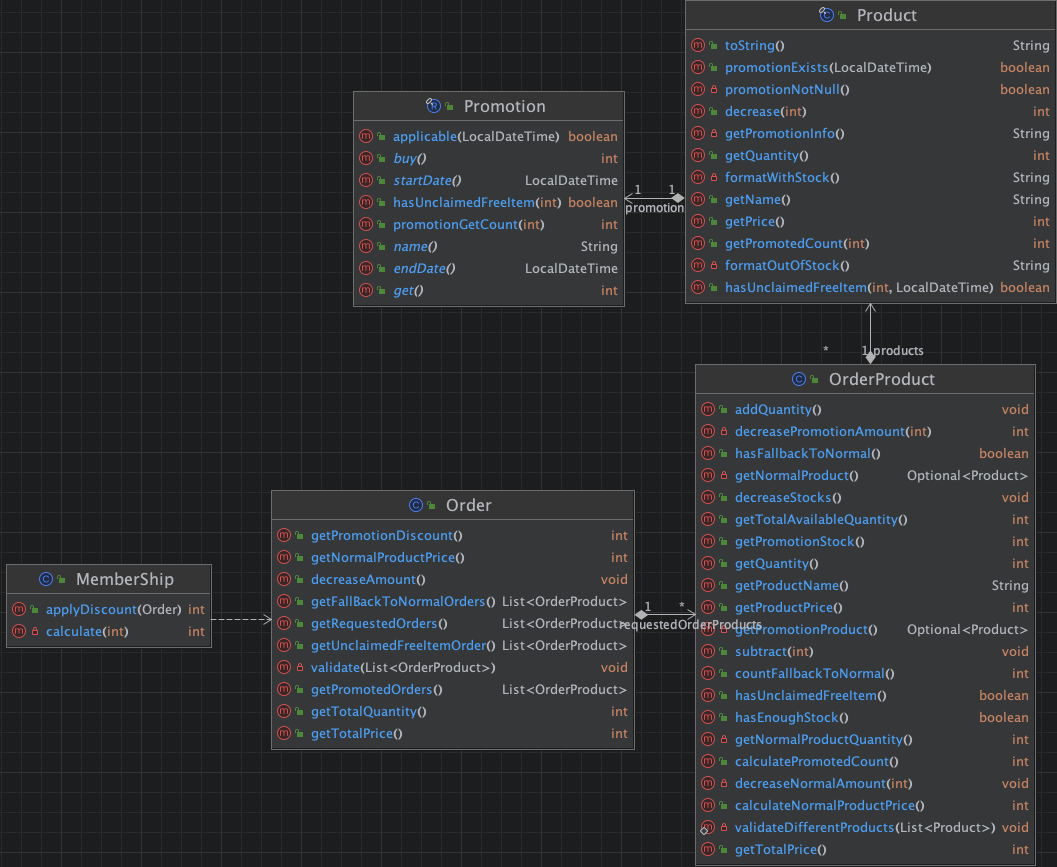 Product
toString() String
promotionExists(LocalDateTime) boolean
promotionNotNull() boolean
decrease(int) int
getPromotionInfo() String
getQuantity() int
formatWithStock() String
getName() String
getPrice() int
getPromotedCount(int) int
formatOutOfStock() String
hasUnclaimedFreeItem(int, LocalDateTime) boolean
Promotion
applicable(LocalDateTime) boolean
buy() int
startDate() LocalDateTime
hasUnclaimedFreeItem(int) boolean
promotionGetCount(int) int
name() String
endDate() LocalDateTime
get() int
1 1
promotion
* 1 products
OrderProduct
addQuantity() void
decreasePromotionAmount(int) int
hasFallbackToNormal() boolean
getNormalProduct() Optional<Product>
decreaseStocks() void
getTotalAvailableQuantity() int
getPromotionStock() int
getQuantity() int
getProductName() String
getProductPrice() int
getPromotionProduct() Optional<Product>
subtract(int) void
countFallbackToNormal() int
hasUnclaimedFreeItem() boolean
hasEnoughStock() boolean
getNormalProductQuantity() int
calculatePromotedCount() int
decreaseNormalAmount(int) void
calculateNormalProductPrice() int
validateDifferentProducts(List<Product>) void
getTotalPrice() int
Order
getPromotionDiscount() int
getNormalProductPrice() int
decreaseAmount() void
getFallBackToNormalOrders() List<OrderProduct>
getRequestedOrders() List<OrderProduct>
getUnclaimedFreeItemOrder() List<OrderProduct>
validate(List<OrderProduct>) void
getPromotedOrders() List<OrderProduct>
getTotalQuantity() int
getTotalPrice() int
1 *
requestedOrderProducts
MemberShip
applyDiscount(Order) int
calculate(int) int